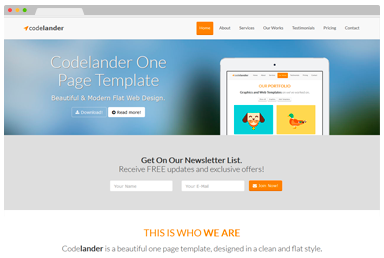 codelander
Home About Services Our Works Testimonials Pricing Contact
Codelander One
Page Template
Beautiful & Modern Flat Web Design.
Download! Read more!
OUR PORTFOLIO
Graphics and Web Templates
Get On Our Newsletter List.
Receive FREE updates and exclusive offers!
Your Name Your E-Mail Join Now!
THIS IS WHO WE ARE
Codelander is a beautiful one page template, designed in a clean and flat style.